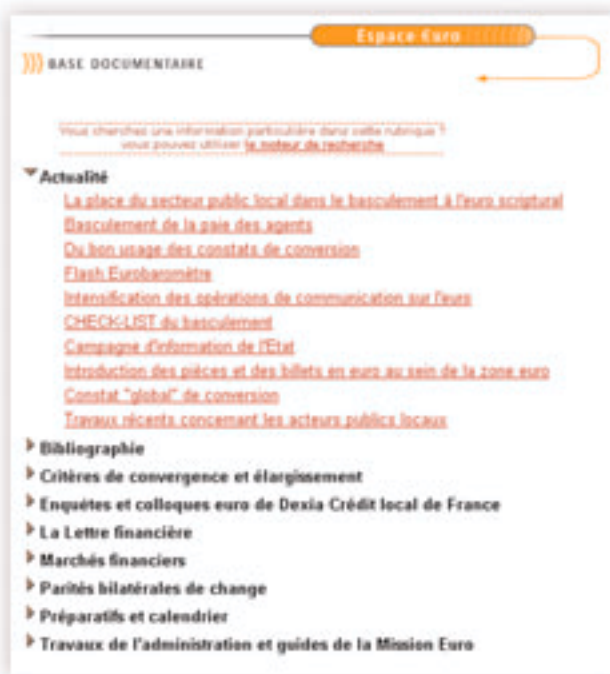 Espace €uro
))) BASE DOCUMENTAIRE
Vous cherchez une information particulière dans cette rubrique ?
vous pouvez utiliser le moteur de recherche
Actualité
La place du secteur public local dans le basculement à l'euro scriptural
Basculement de la paie des agents
Du bon usage des constats de conversion
Flash Eurobaromètre
Intensification des opérations de communication sur l'euro
CHECK-LIST du basculement
Campagne d'information de l'Etat
Introduction des pièces et des billets en euro au sein de la zone euro
Constat "global" de conversion
Travaux récents concernant les acteurs publics locaux
Bibliographie
Critères de convergence et élargissement
Enquêtes et colloques euro de Dexia Crédit local de France
La Lettre financière
Marchés financiers
Parités bilatérales de change
Préparatifs et calendrier
Travaux de l'administration et guides de la Mission Euro